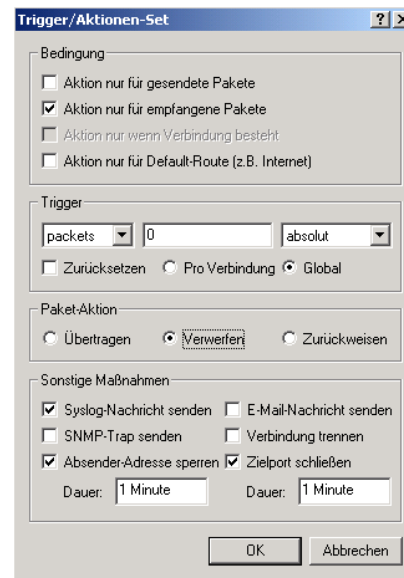 Trigger/Aktionen-Set
Bedingung
Aktion nur für gesendete Pakete
Aktion nur für empfangene Pakete
Aktion nur wenn Verbindung besteht
Aktion nur für Default-Route (z.B. Internet)
Trigger
packets 0 absolut
Zurücksetzen Pro Verbindung Global
Paket-Aktion
Übertragen Verwerfen Zurückweisen
Sonstige Maßnahmen
Syslog-Nachricht senden E-Mail-Nachricht senden
SNMP-Trap senden Verbindung trennen
Absender-Adresse sperren Zielport schließen
Dauer: 1 Minute Dauer: 1 Minute
OK Abbrechen